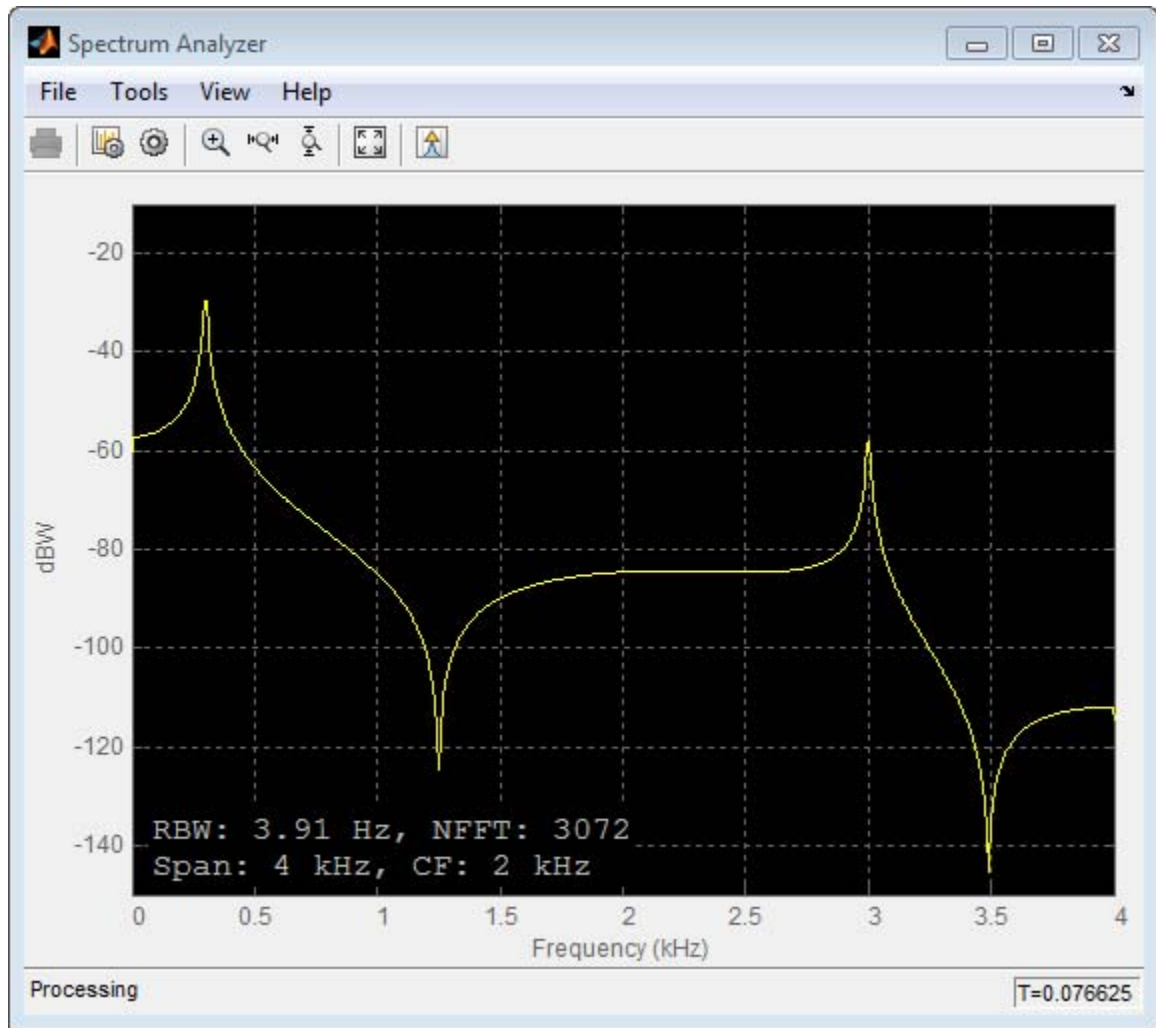 Spectrum Analyzer
File Tools View Help
-20
-40
-60
-80
-100
-120
-140
dBW
RBW: 3.91 Hz, NFFT: 3072
Span: 4 kHz, CF: 2 kHz
0 0.5 1 1.5 2 2.5 3 3.5 4
Frequency (kHz)
Processing T=0.076625